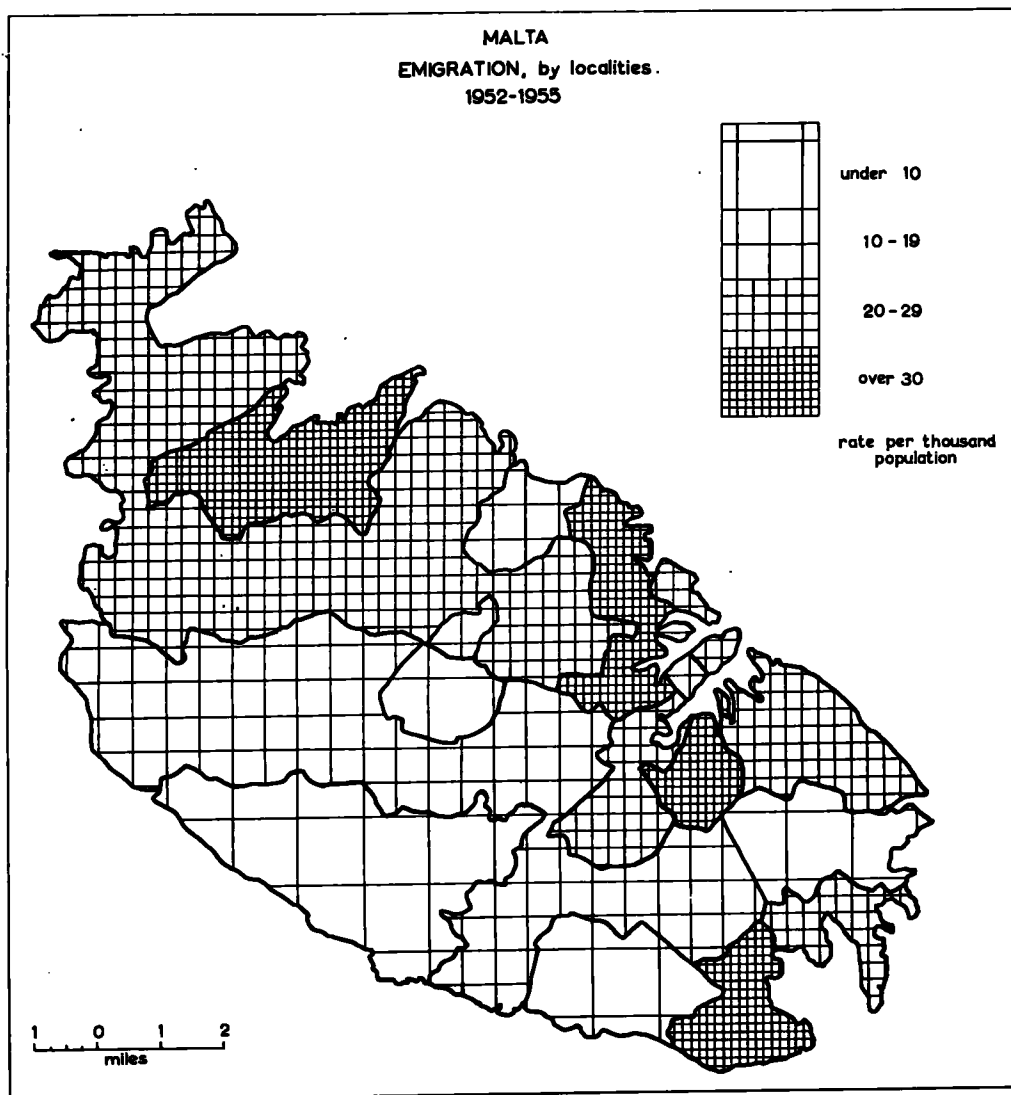 MALTA
EMIGRATION, by localities.
1952-1955
under 10
10 - 19
20 - 29
over 30
rate per thousand
population
1 0 1 2
miles